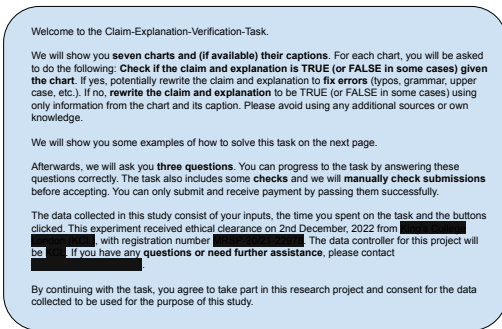 Welcome to the Claim-Explanation-Verification-Task.
We will show you seven charts and (if available) their captions. For each chart, you will be asked
to do the following: Check if the claim and explanation is TRUE (or FALSE in some cases) given
the chart. If yes, potentially rewrite the claim and explanation to fix errors (typos, grammar, upper
case, etc.). If no, rewrite the claim and explanation to be TRUE (or FALSE in some cases) using
only information from the chart and its caption. Please avoid using any additional sources or own
knowledge.
We will show you some examples of how to solve this task on the next page.
Afterwards, we will ask you three questions. You can progress to the task by answering these
questions correctly. The task also includes some checks and we will manually check submissions
before accepting. You can only submit and receive payment by passing them successfully.
The data collected in this study consist of your inputs, the time you spent on the task and the buttons
clicked. This experiment received ethical clearance on 2nd December, 2022 from
, with registration number . The data controller for this project will
be . If you have any questions or need further assistance, please contact
.
By continuing with the task, you agree to take part in this research project and consent for the data
collected to be used for the purpose of this study.